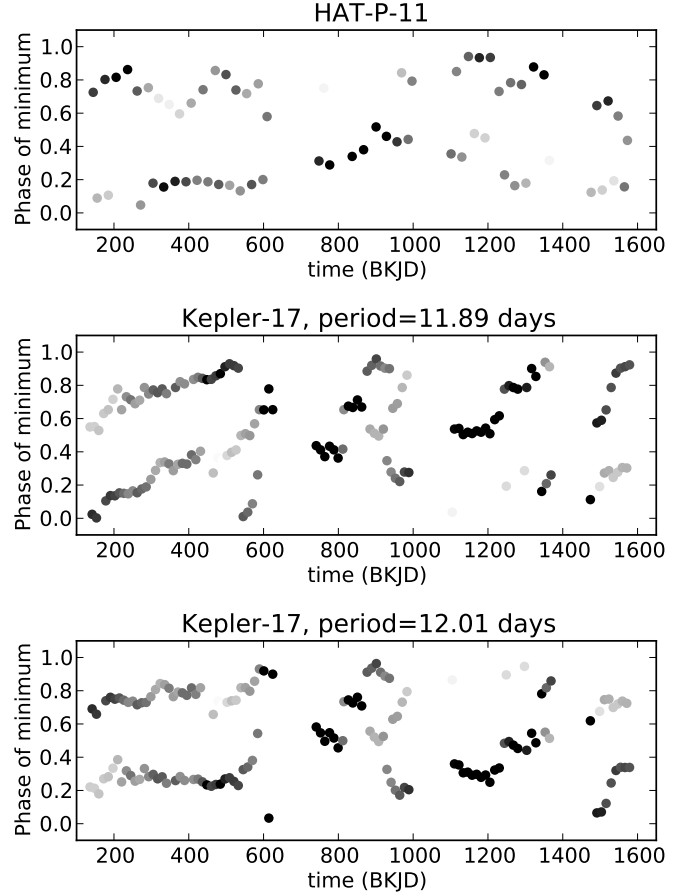 HAT-P-11
Phase of minimum
1.0
0.8
0.6
0.4
0.2
0.0
200 400 600 800 1000 1200 1400 1600
time (BKJD)
Kepler-17, period=11.89 days
Phase of minimum
1.0
0.8
0.6
0.4
0.2
0.0
200 400 600 800 1000 1200 1400 1600
time (BKJD)
Kepler-17, period=12.01 days
Phase of minimum
1.0
0.8
0.6
0.4
0.2
0.0
200 400 600 800 1000 1200 1400 1600
time (BKJD)